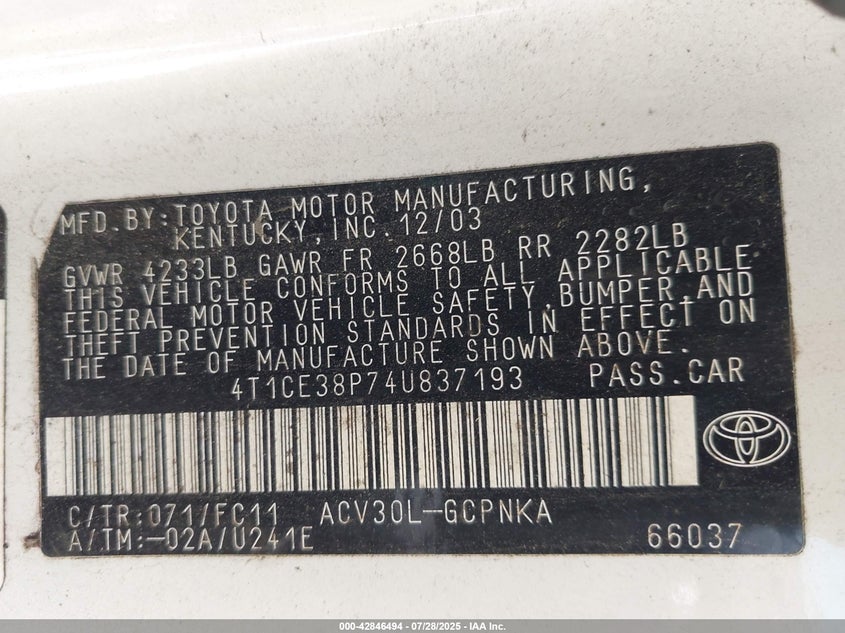 MFD. BY: TOYOTA MOTOR MANUFACTURING,
KENTUCKY, INC. 12/03
GVWR 4233LB GAWR FR 2668LB RR 2282LB
THIS VEHICLE CONFORMS TO ALL APPLICABLE
FEDERAL MOTOR VEHICLE SAFETY, BUMPER, AND
THEFT PREVENTION STANDARDS IN EFFECT ON
THE DATE OF MANUFACTURE SHOWN ABOVE.
4T1CE38P74U837193 PASS. CAR
C/TR: 071/FC11 ACV30L-GCPNKA
A/TM: -02A/U241E 66037
000-42846494 - 07/28/2025 - IAA Inc.